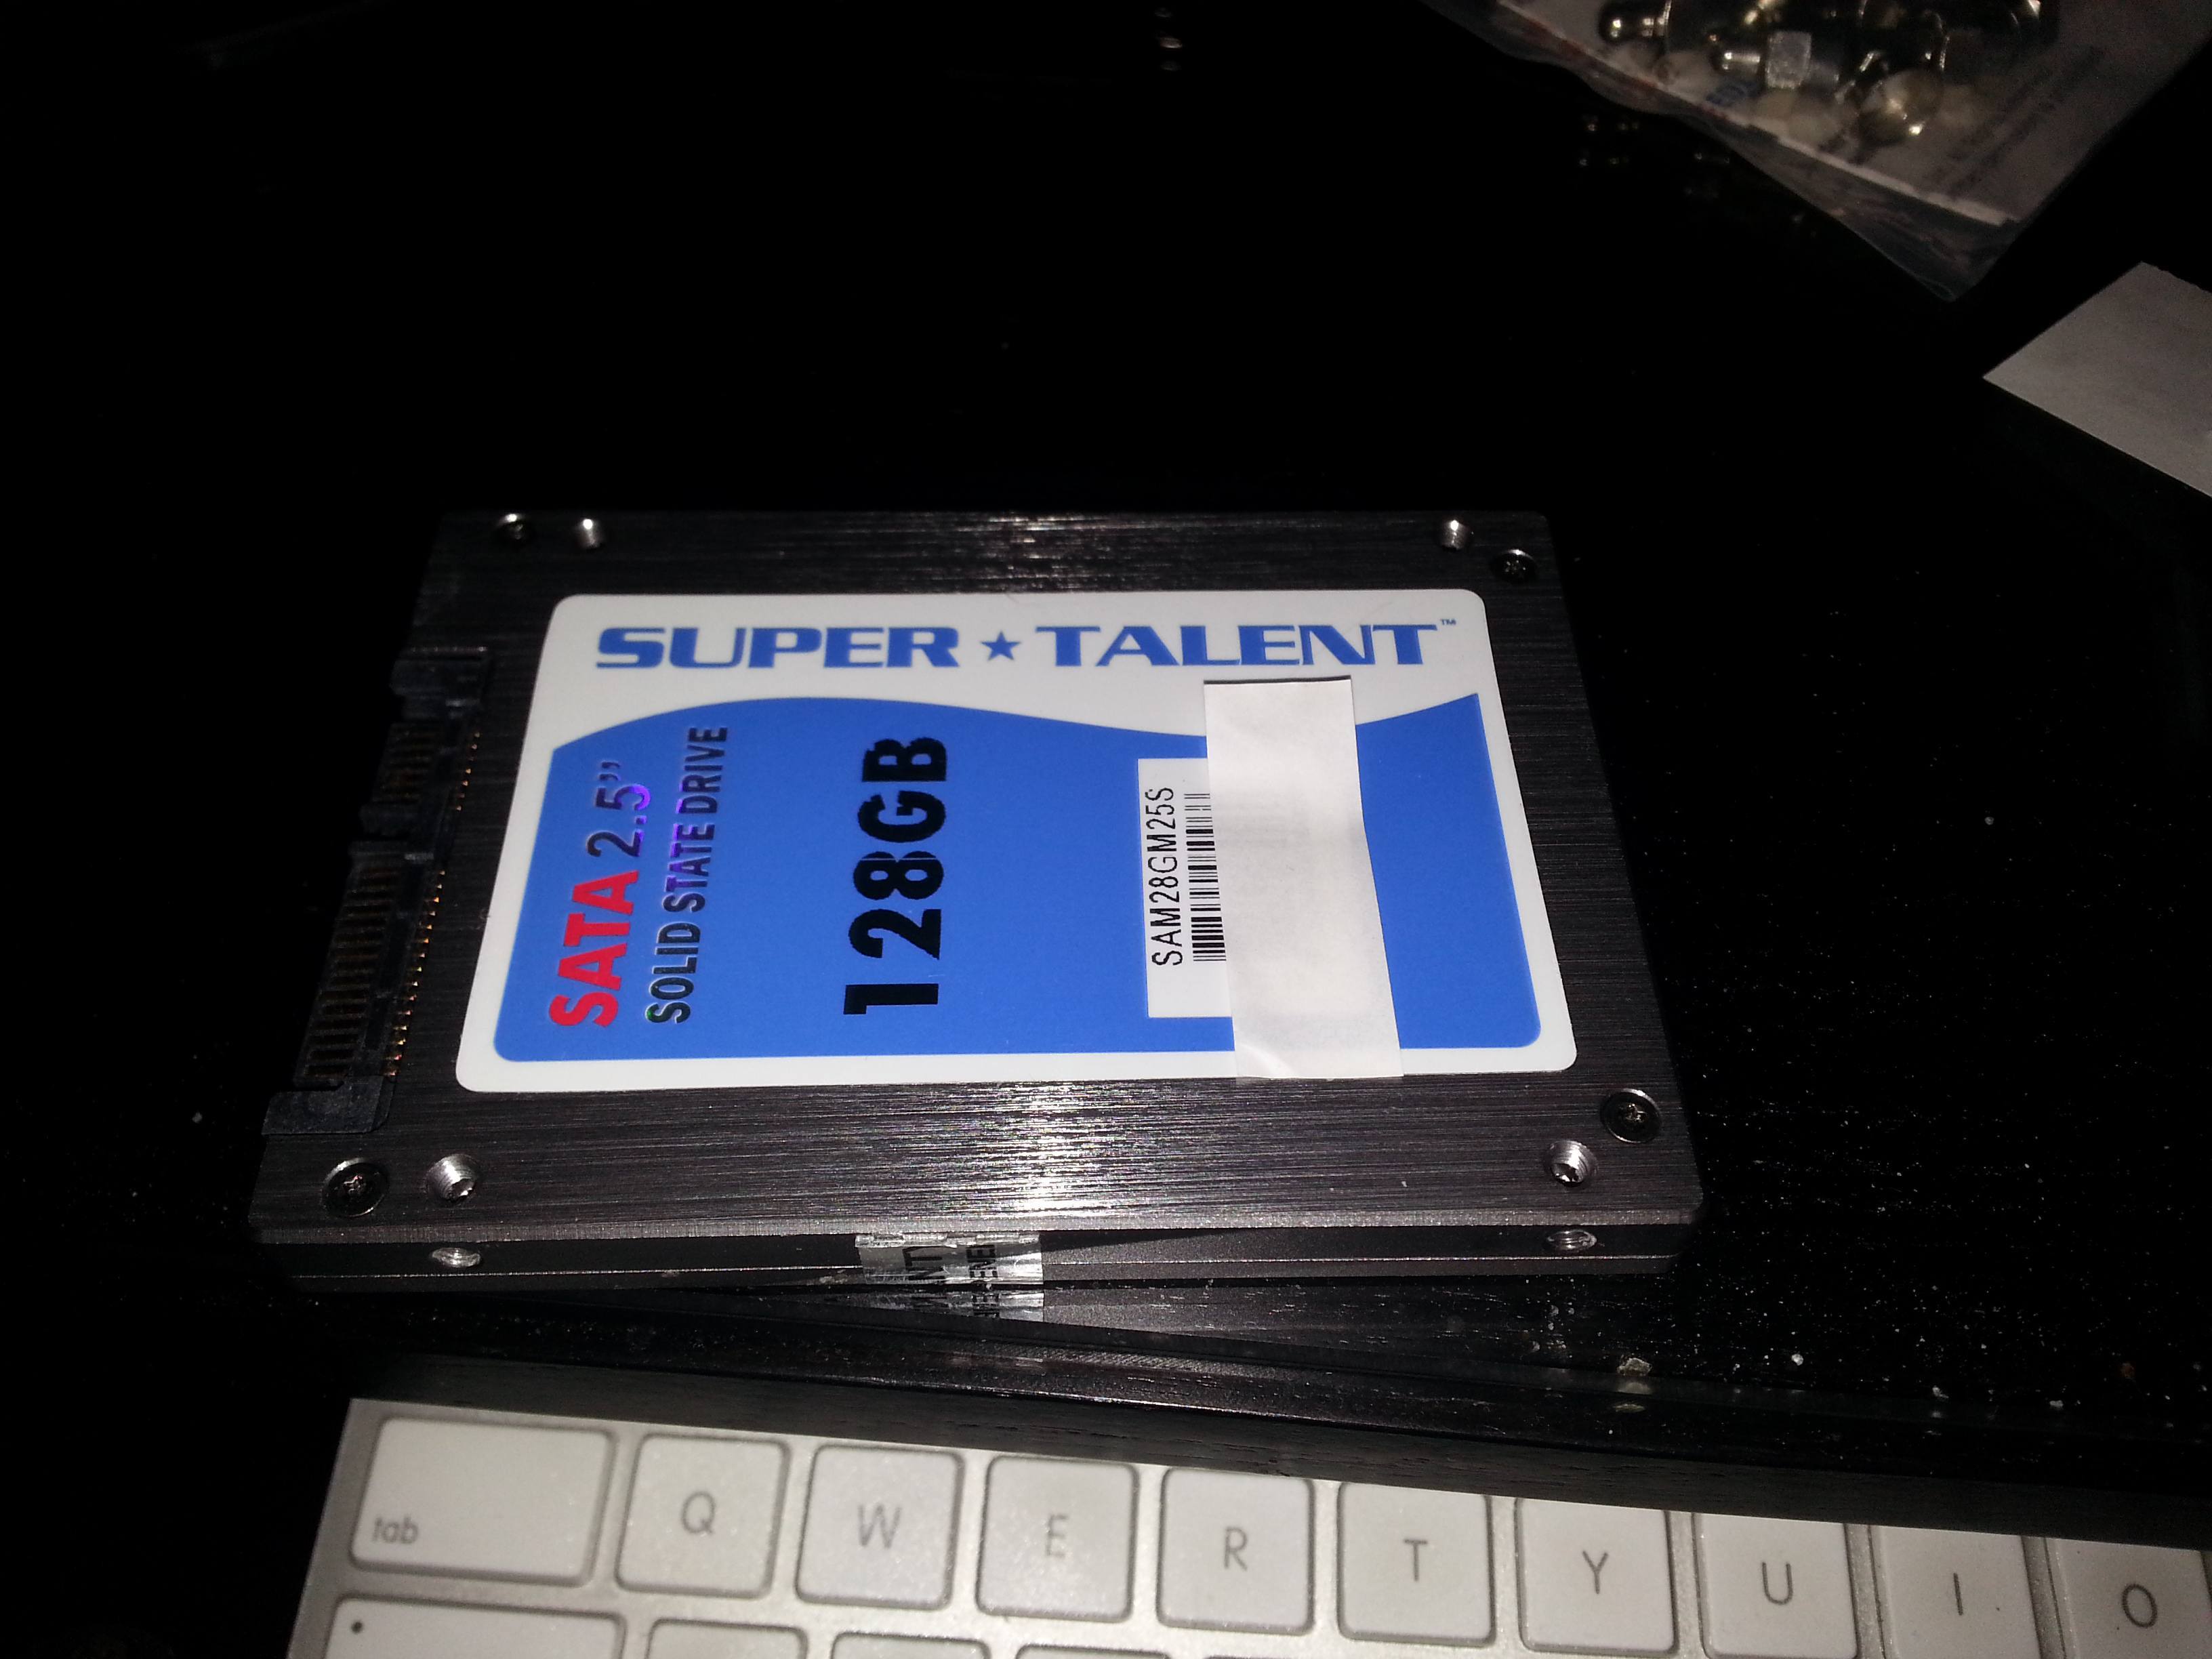 SUPER★TALENT™
SATA 2.5”
SOLID STATE DRIVE
128GB
SAM28GM25S
tab
Q
W
E
R
T
Y
U
I
O